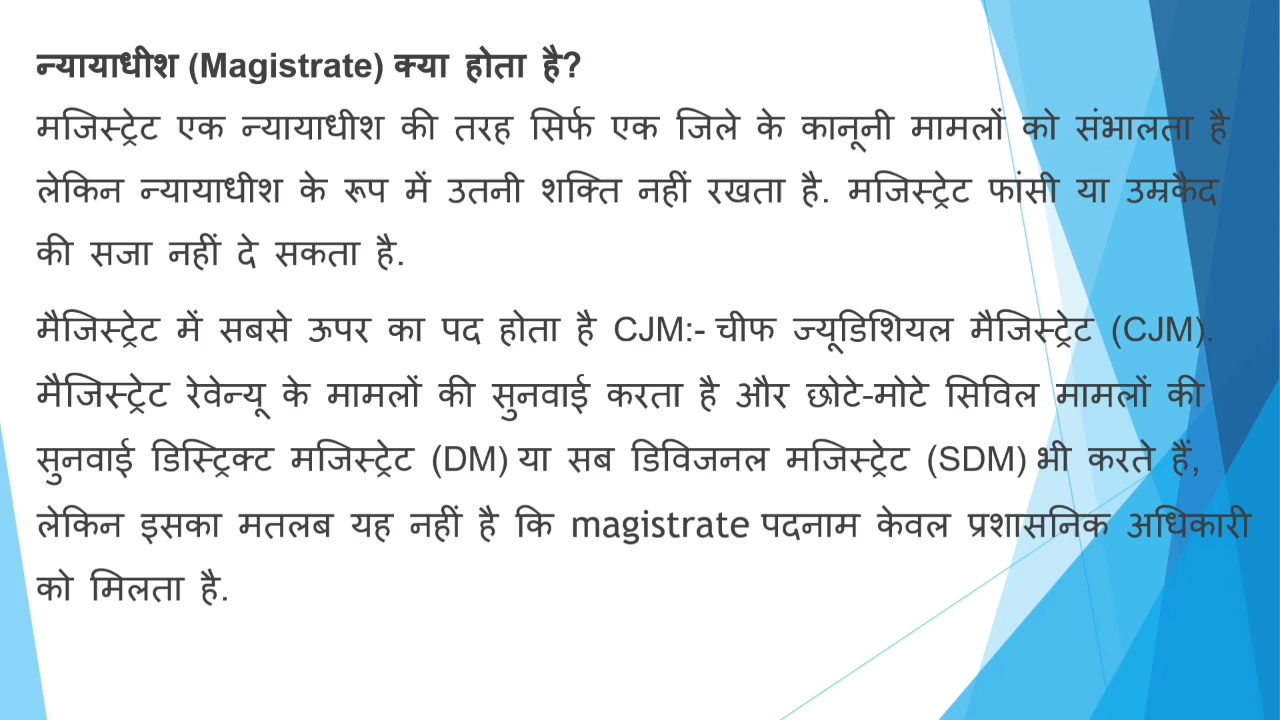 न्यायाधीश (Magistrate) क्या होता है?
मजिस्ट्रेट एक न्यायाधीश की तरह सिर्फ एक जिले के कानूनी मामलों को संभालता है
लेकिन न्यायाधीश के रूप में उतनी शक्ति नहीं रखता है. मजिस्ट्रेट फांसी या उम्रकैद
की सजा नहीं दे सकता है.
मैजिस्ट्रेट में सबसे ऊपर का पद होता है CJM:- चीफ ज्यूडिशियल मैजिस्ट्रेट (CJM).
मैजिस्ट्रेट रेवेन्यू के मामलों की सुनवाई करता है और छोटे-मोटे सिविल मामलों की
सुनवाई डिस्ट्रिक्ट मजिस्ट्रेट (DM) या सब डिविजनल मजिस्ट्रेट (SDM) भी करते हैं,
लेकिन इसका मतलब यह नहीं है कि magistrate पदनाम केवल प्रशासनिक अधिकारी
को मिलता है.